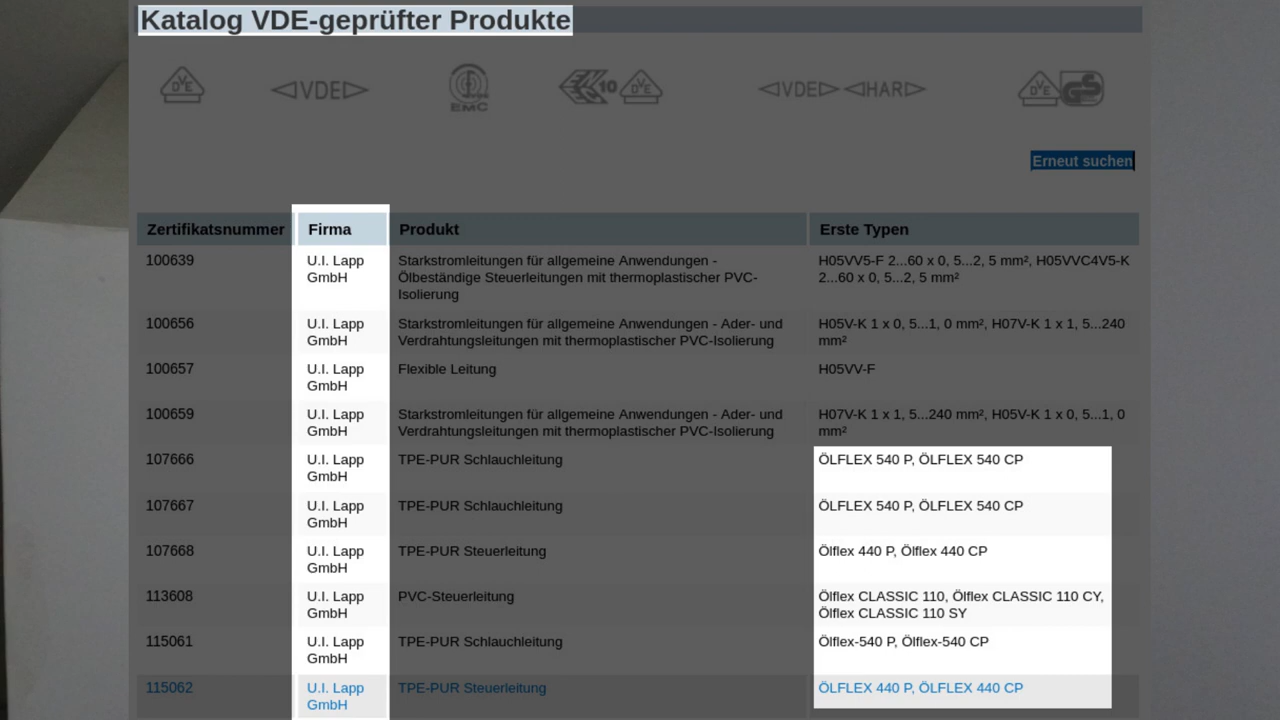 Katalog VDE-geprüfter Produkte
VDE VDE EMC 10 VDE VDE HAR VDE GS
Erneut suchen
Zertifikatsnummer Firma Produkt Erste Typen
100639 U.I. Lapp Starkstromleitungen für allgemeine Anwendungen - H05VV5-F 2...60 x 0, 5...2, 5 mm², H05VVC4V5-K
GmbH Ölbeständige Steuerleitungen mit thermoplastischer PVC- 2...60 x 0, 5...2, 5 mm²
Isolierung
100656 U.I. Lapp Starkstromleitungen für allgemeine Anwendungen - Ader- und H05V-K 1 x 0, 5...1, 0 mm², H07V-K 1 x 1, 5...240
GmbH Verdrahtungsleitungen mit thermoplastischer PVC-Isolierung mm²
100657 U.I. Lapp Flexible Leitung H05VV-F
GmbH
100659 U.I. Lapp Starkstromleitungen für allgemeine Anwendungen - Ader- und H07V-K 1 x 1, 5...240 mm², H05V-K 1 x 0, 5...1, 0
GmbH Verdrahtungsleitungen mit thermoplastischer PVC-Isolierung mm²
107666 U.I. Lapp TPE-PUR Schlauchleitung ÖLFLEX 540 P, ÖLFLEX 540 CP
GmbH
107667 U.I. Lapp TPE-PUR Schlauchleitung ÖLFLEX 540 P, ÖLFLEX 540 CP
GmbH
107668 U.I. Lapp TPE-PUR Steuerleitung Ölflex 440 P, Ölflex 440 CP
GmbH
113608 U.I. Lapp PVC-Steuerleitung Ölflex CLASSIC 110, Ölflex CLASSIC 110 CY,
GmbH Ölflex CLASSIC 110 SY
115061 U.I. Lapp TPE-PUR Schlauchleitung Ölflex-540 P, Ölflex-540 CP
GmbH
115062 U.I. Lapp TPE-PUR Steuerleitung ÖLFLEX 440 P, ÖLFLEX 440 CP
GmbH